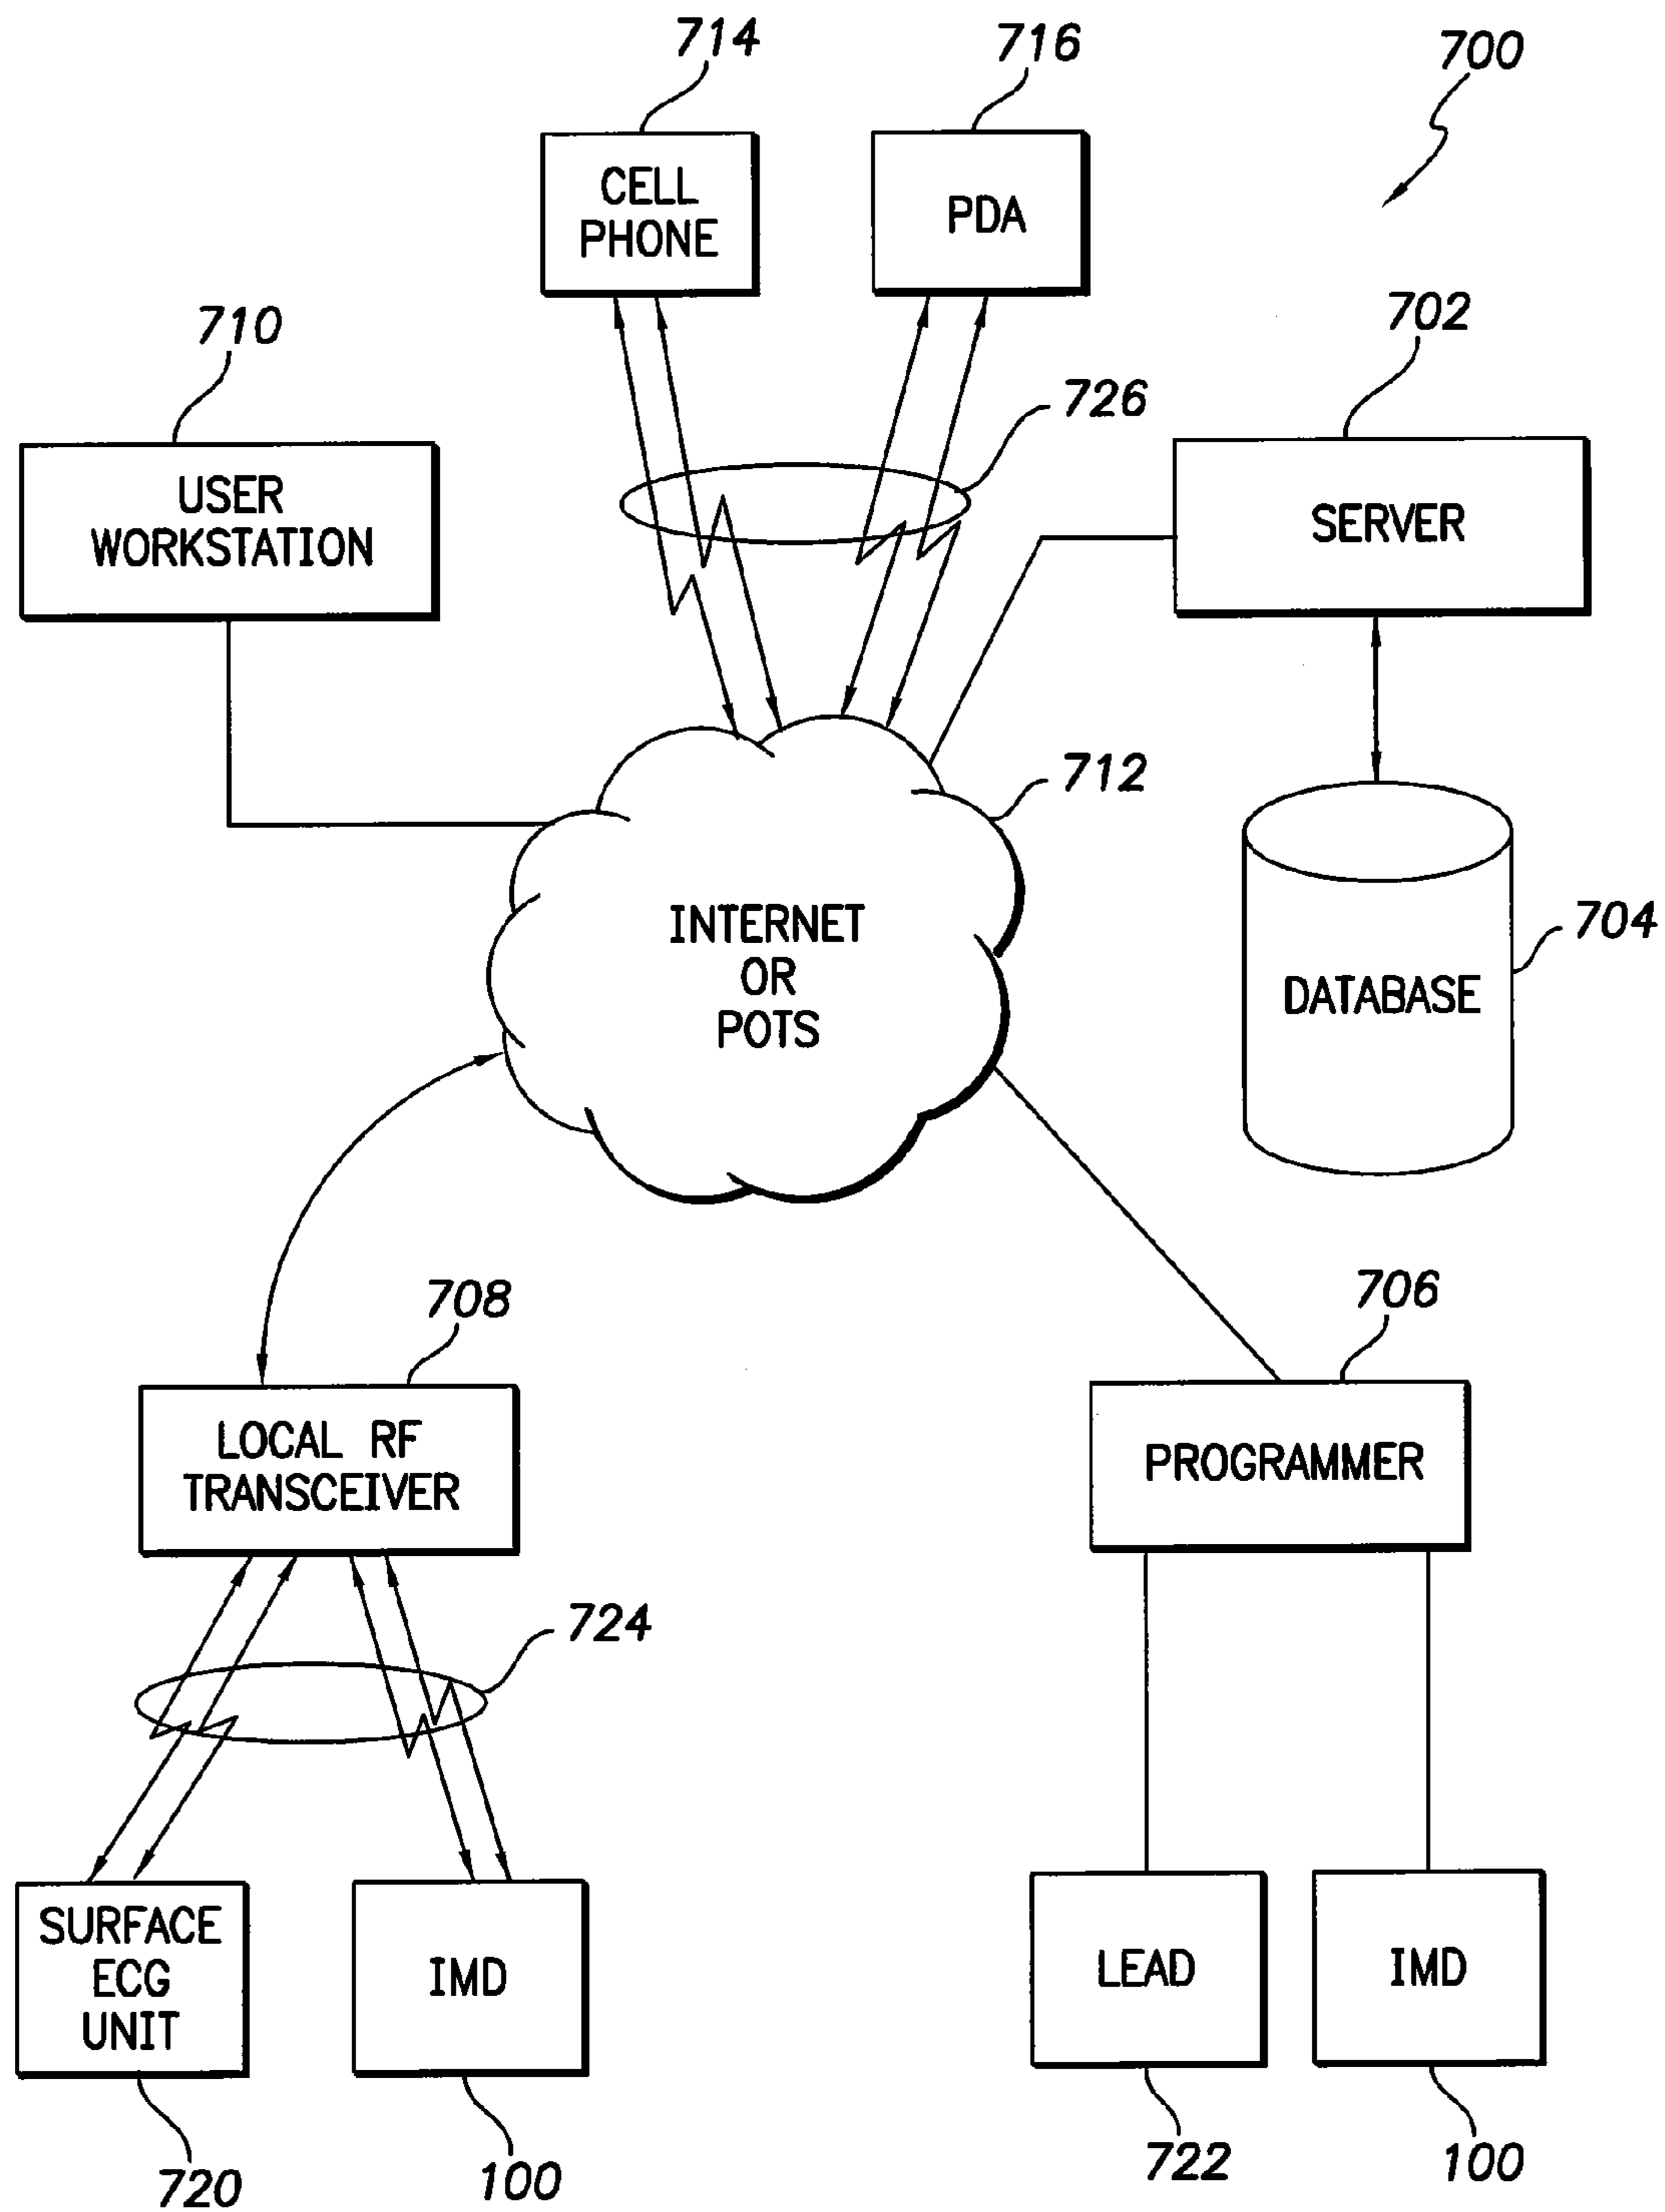 714
716
700
CELL
PHONE
PDA
710
702
726
USER
WORKSTATION
SERVER
712
704
INTERNET
OR
POTS
DATABASE
708
706
LOCAL RF
TRANSCEIVER
PROGRAMMER
724
SURFACE
ECG
UNIT
IMD
LEAD
IMD
720
100
722
100